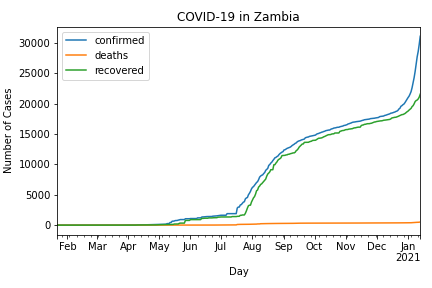 COVID-19 in Zambia
confirmed
deaths
recovered
Number of Cases
30000
25000
20000
15000
10000
5000
0
Feb Mar Apr May Jun Jul Aug Sep Oct Nov Dec Jan
2021
Day